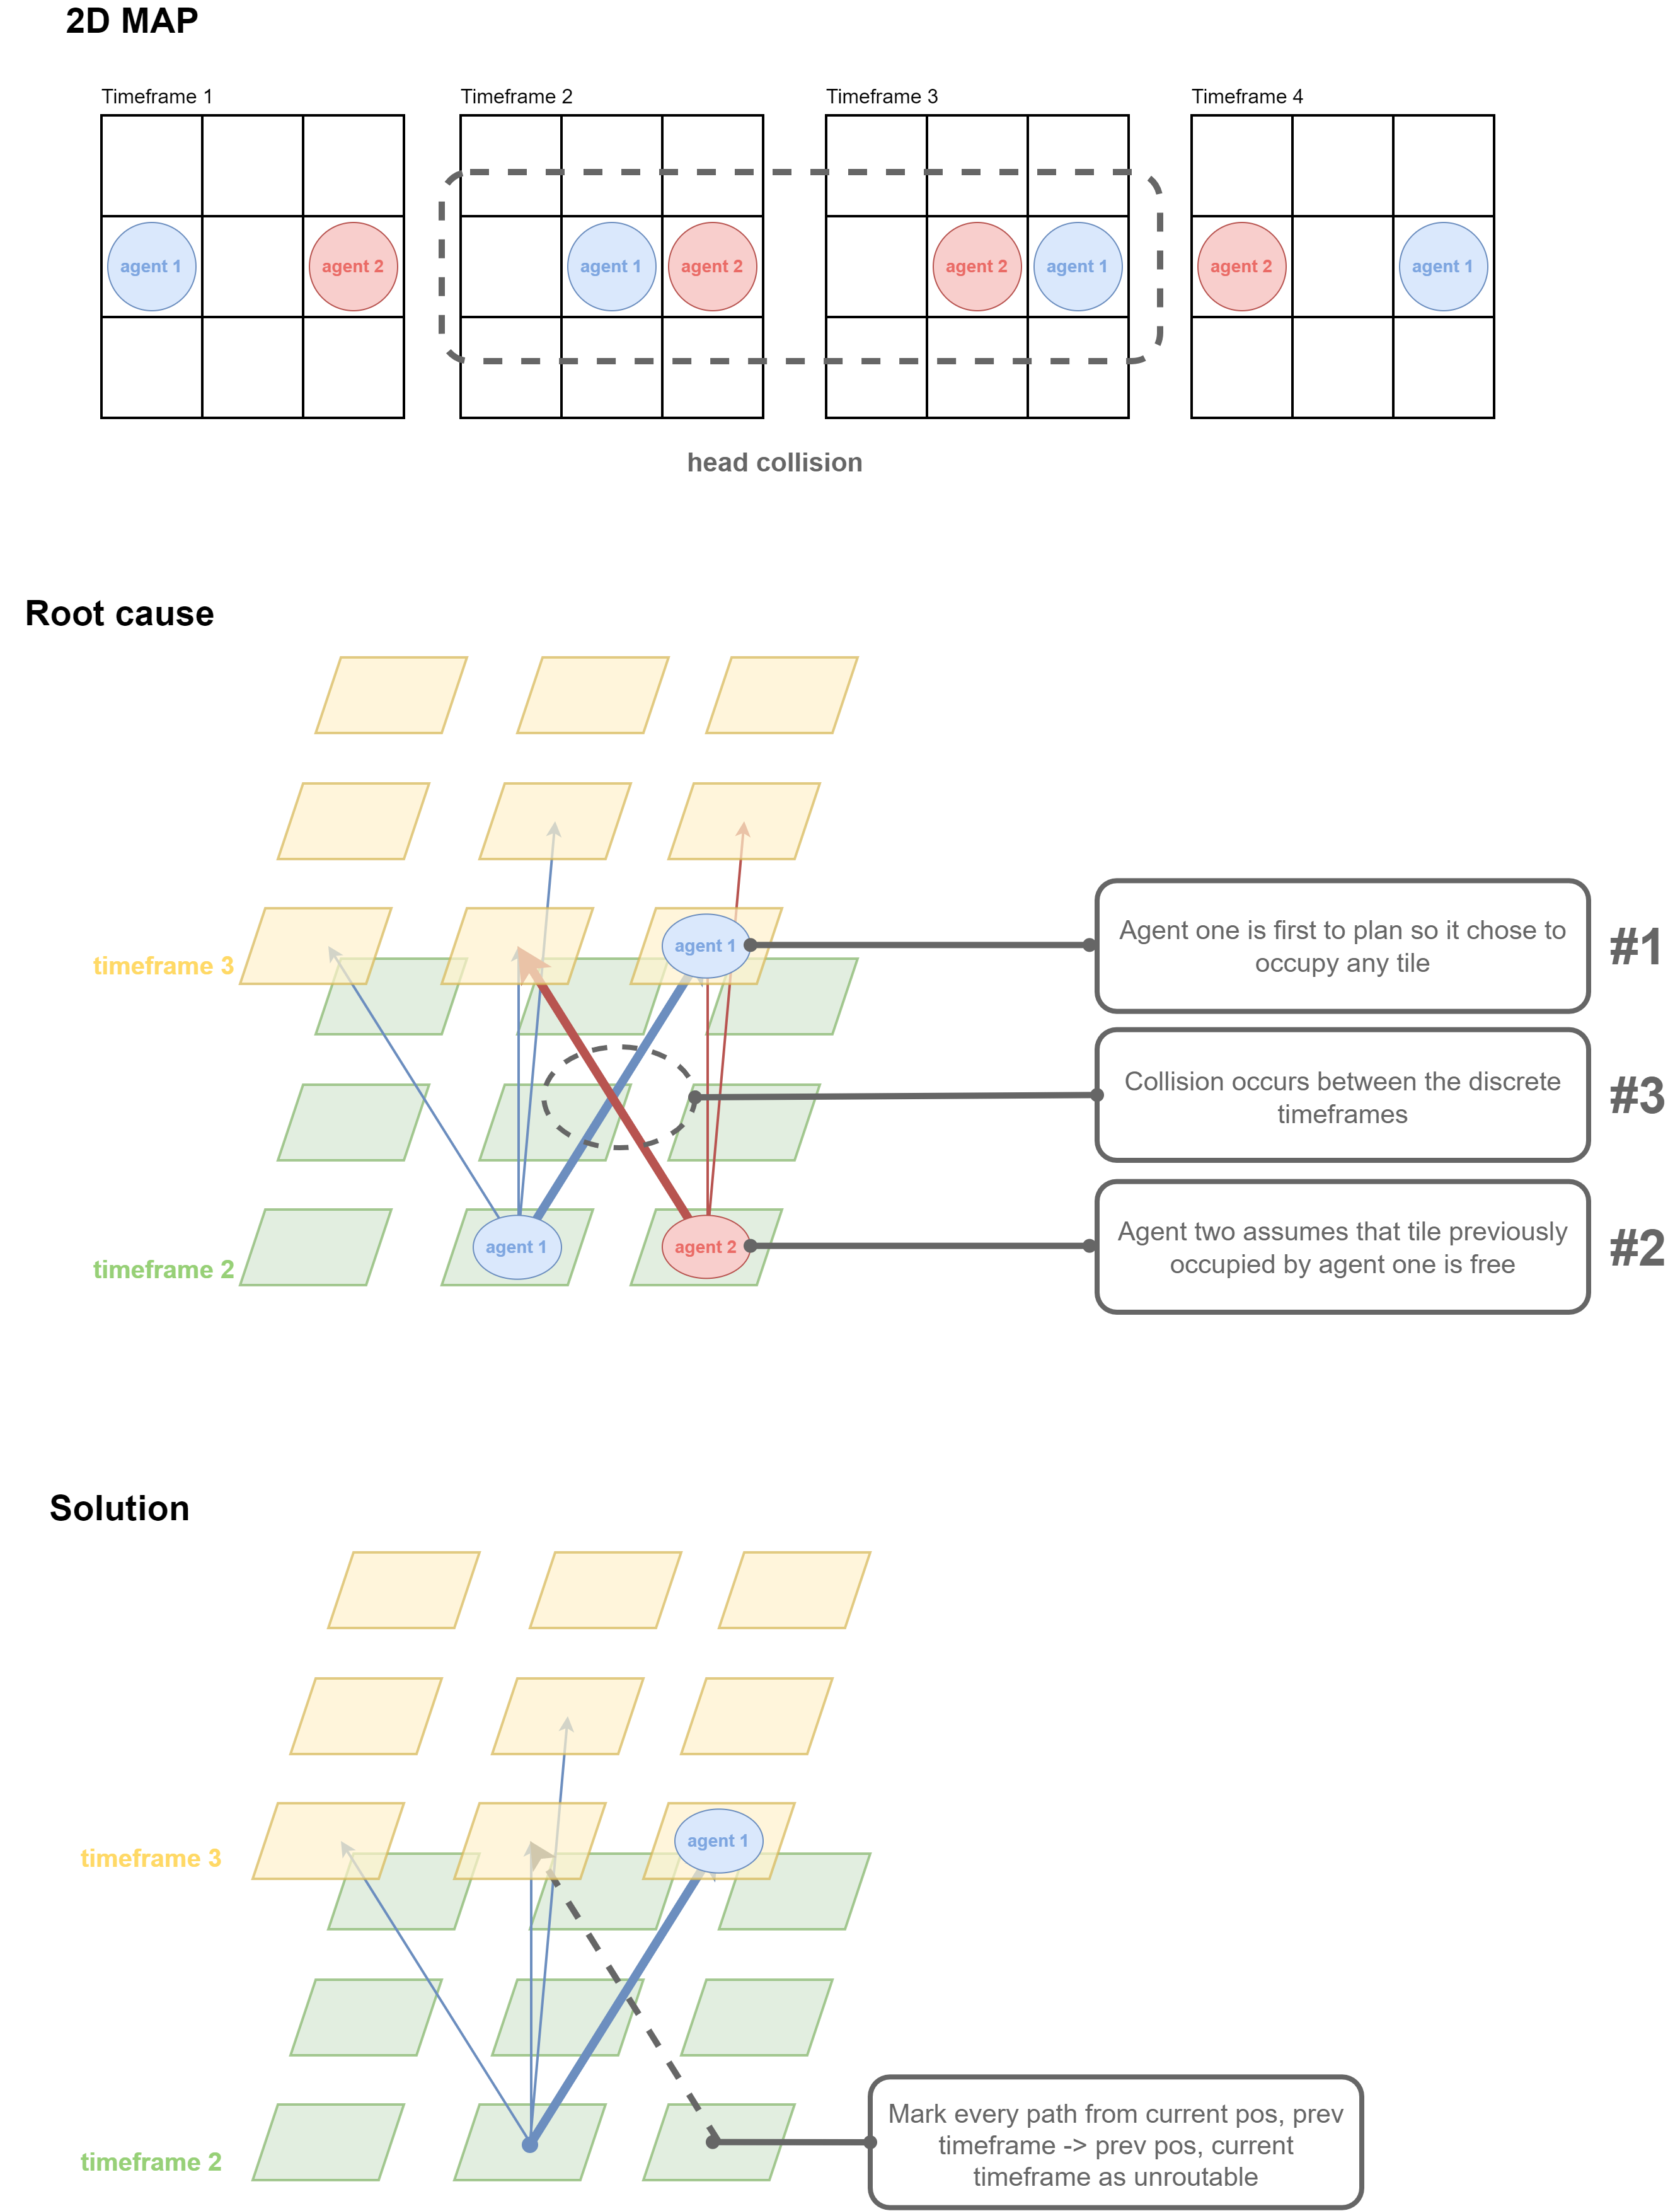 2D MAP
Timeframe 1
Timeframe 2
Timeframe 3
Timeframe 4
agent 1
agent 2
agent 1
agent 2
agent 2
agent 1
agent 2
agent 1
head collision
Root cause
timeframe 3
agent 1
Agent one is first to plan so it chose to
occupy any tile
#1
Collision occurs between the discrete
timeframes
#3
timeframe 2
agent 1
agent 2
Agent two assumes that tile previously
occupied by agent one is free
#2
Solution
timeframe 3
agent 1
timeframe 2
Mark every path from current pos, prev
timeframe -> prev pos, current
timeframe as unroutable